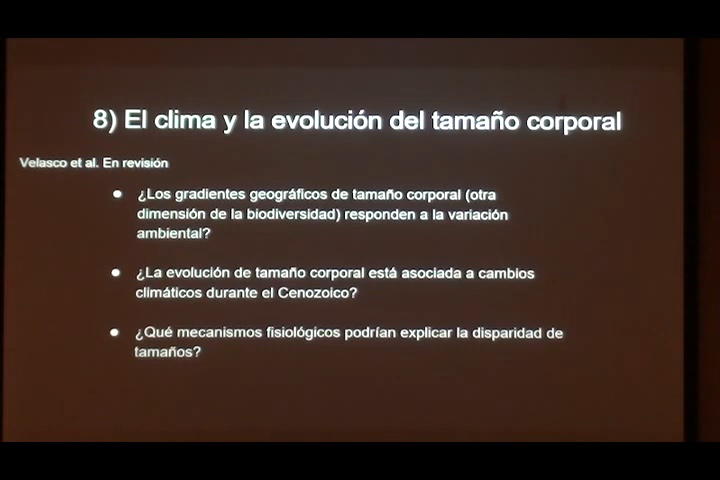 8) El clima y la evolución del tamaño corporal
Velasco et al. En revisión
● ¿Los gradientes geográficos de tamaño corporal (otra
dimensión de la biodiversidad) responden a la variación
ambiental?
● ¿La evolución de tamaño corporal está asociada a cambios
climáticos durante el Cenozoico?
● ¿Qué mecanismos fisiológicos podrían explicar la disparidad de
tamaños?